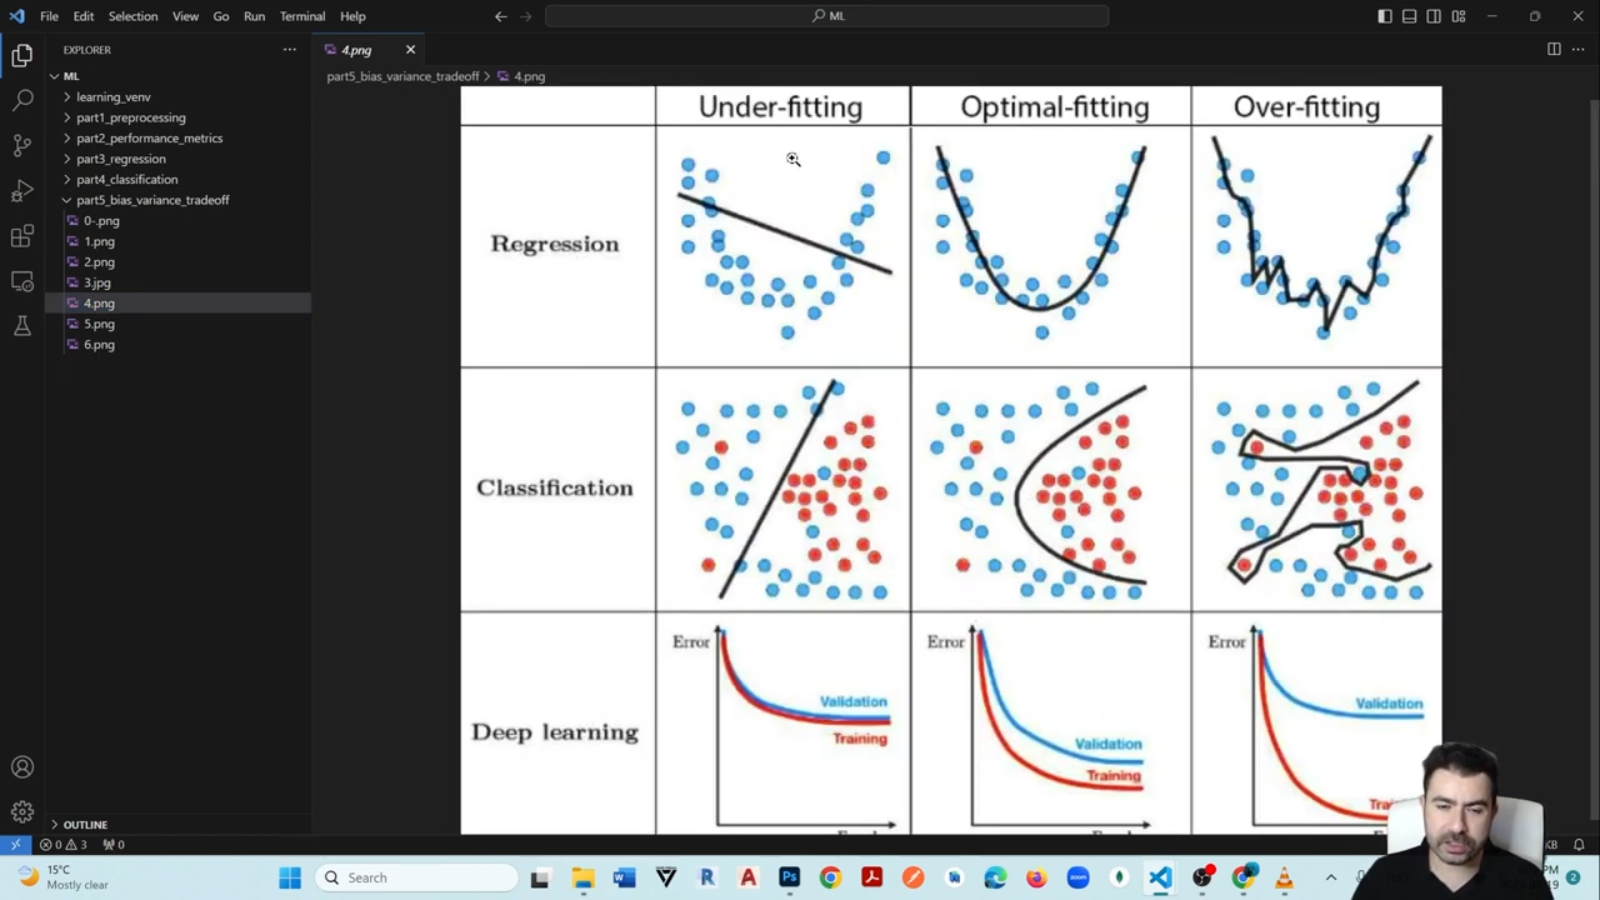 File Edit Selection View Go Run Terminal Help
ML
EXPLORER
4.png
ML
part5_bias_variance_tradeoff > 4.png
learning_venv
part1_preprocessing
part2_performance_metrics
part3_regression
part4_classification
part5_bias_variance_tradeoff
0-.png
1.png
2.png
3.jpg
4.png
5.png
6.png
OUTLINE
Under-fitting Optimal-fitting Over-fitting
Regression
Classification
Deep learning
Error
Validation
Training
Error
Validation
Training
Error
Validation
0 3 0
15°C
Mostly clear
Search
2